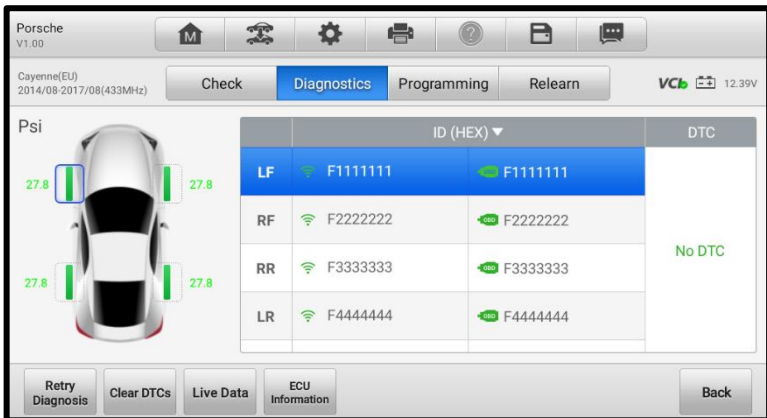 Porsche
V1.00
M
?
Cayenne(EU)
2014/08-2017/08(433MHz)
Check
Diagnostics
Programming
Relearn
VCI
12.39V
Psi
27.8
27.8
27.8
27.8
ID (HEX) ▼
DTC
LF F1111111 OBD F1111111
RF F2222222 OBD F2222222
RR F3333333 OBD F3333333
LR F4444444 OBD F4444444
No DTC
Retry
Diagnosis
Clear DTCs
Live Data
ECU
Information
Back